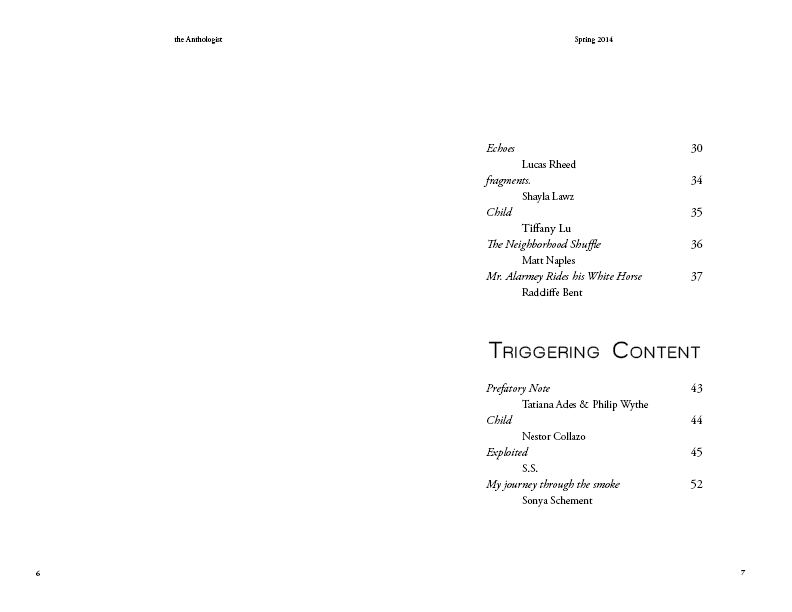 the Anthologist
Spring 2014
Echoes 30
Lucas Rheed
fragments. 34
Shayla Lawz
Child 35
Tiffany Lu
The Neighborhood Shuffle 36
Matt Naples
Mr. Alarmey Rides his White Horse 37
Radcliffe Bent
Triggering Content
Prefatory Note 43
Tatiana Ades & Philip Wythe
Child 44
Nestor Collazo
Exploited 45
S.S.
My journey through the smoke 52
Sonya Schement
6
7